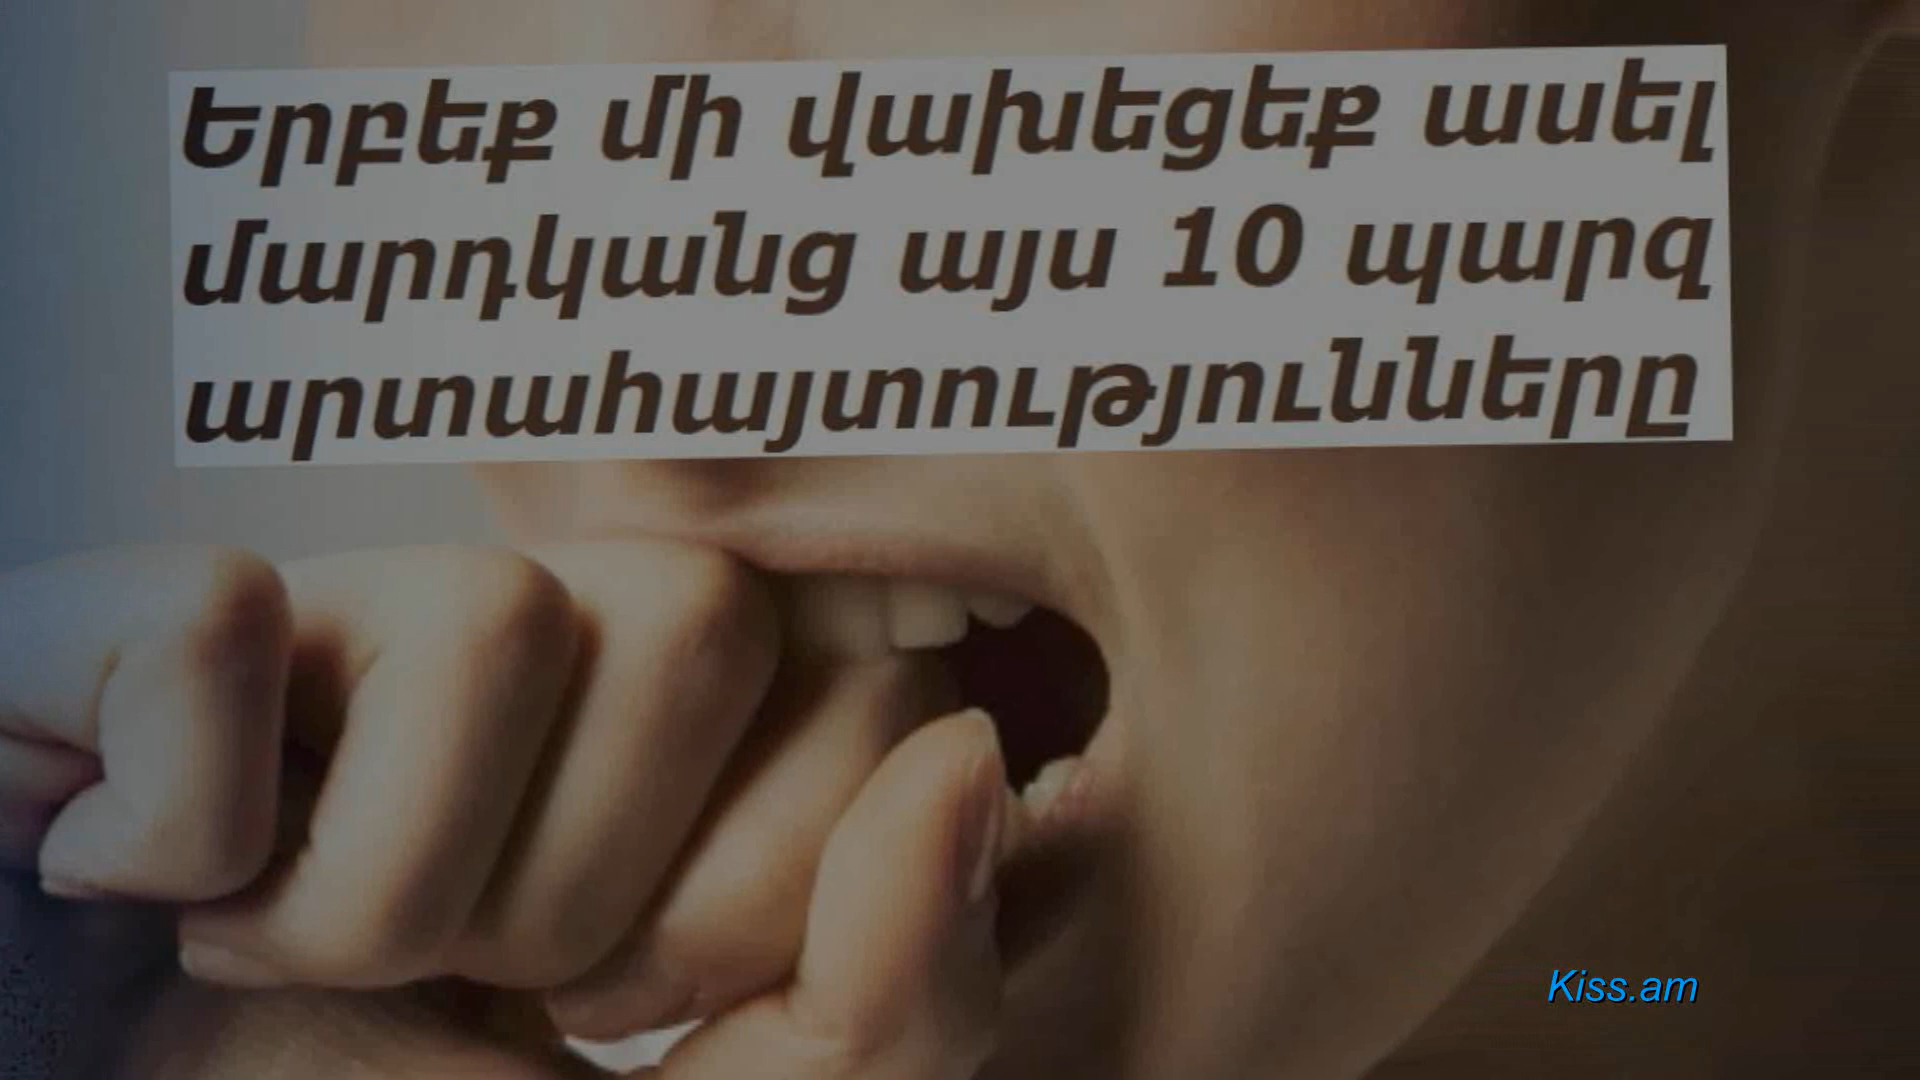 Երբեք մի վախեցեք ասել
մարդկանց այս 10 պարզ
արտահայտությունները
Kiss.am